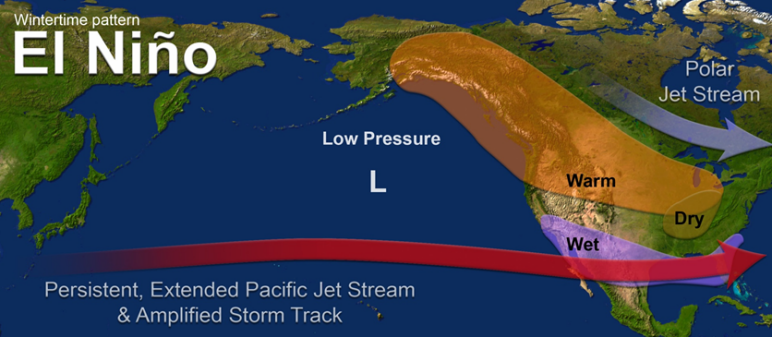 Wintertime pattern
El Niño
Polar
Jet Stream
Low Pressure
L
Warm
Dry
Wet
Persistent, Extended Pacific Jet Stream
& Amplified Storm Track